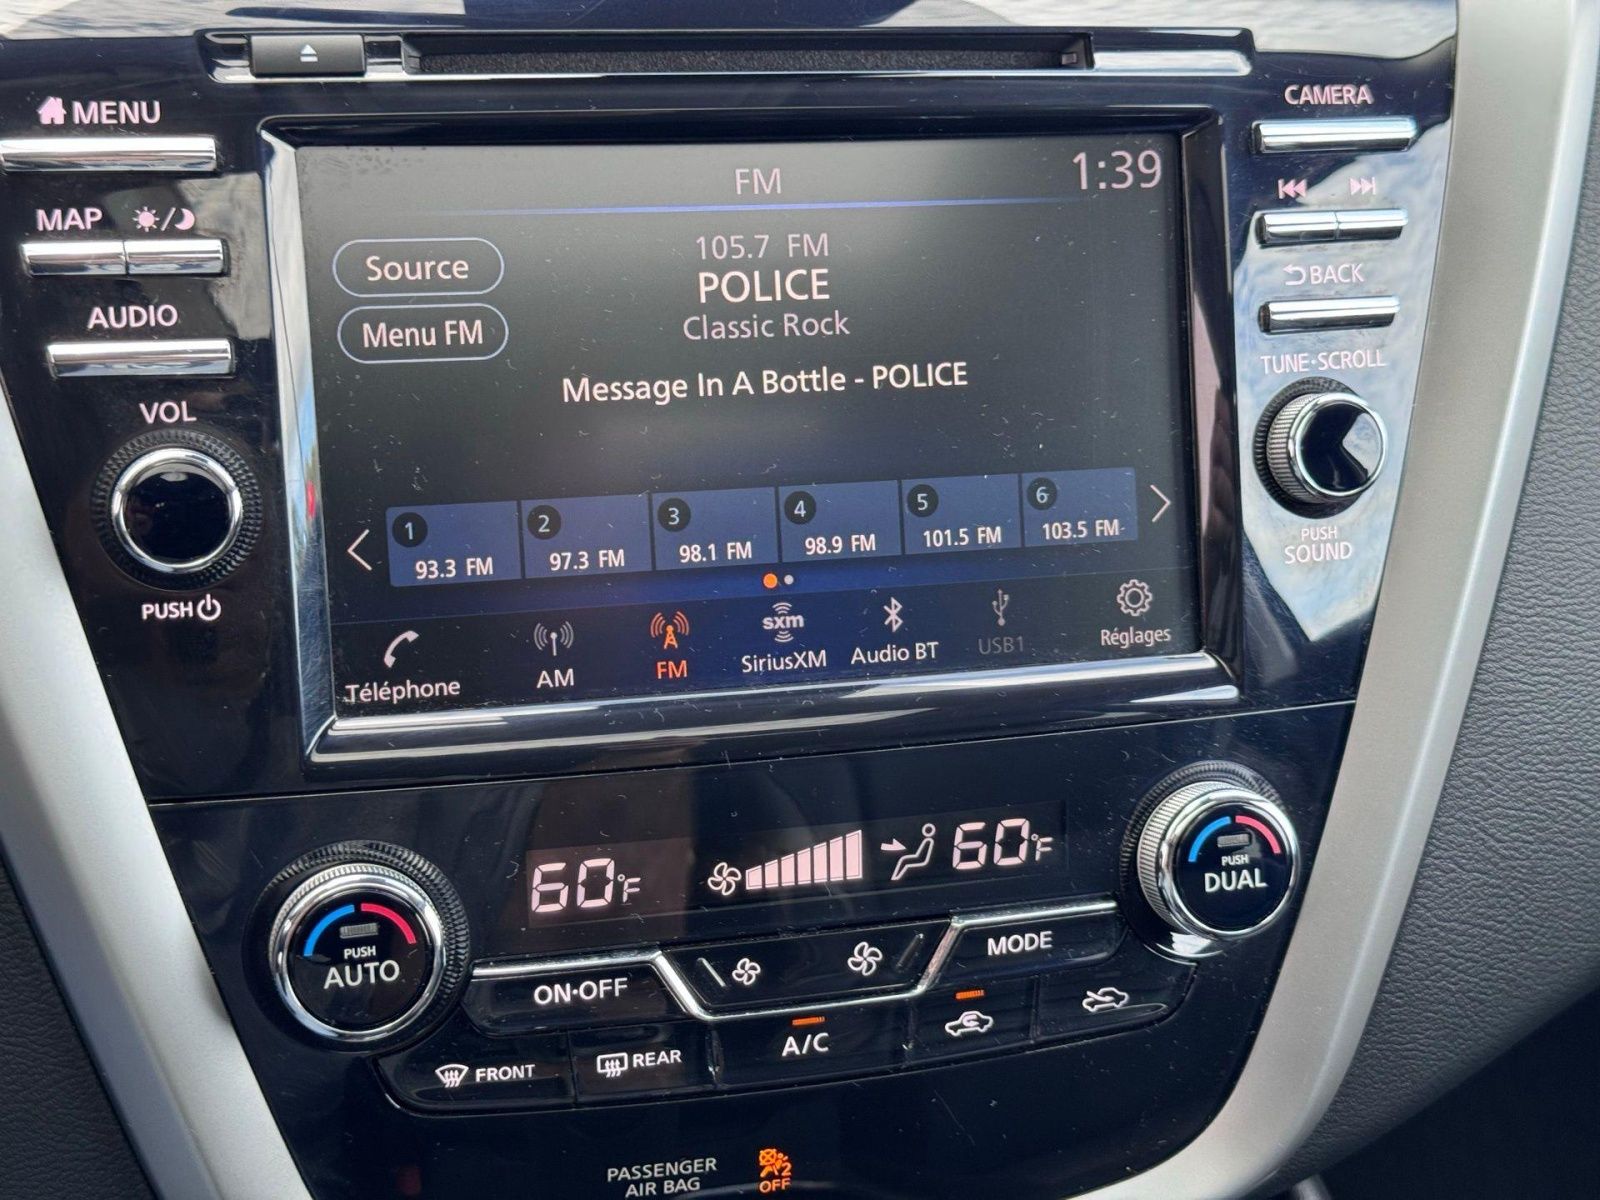 MENU
CAMERA
MAP
FM
1:39
Source
105.7 FM
POLICE
BACK
AUDIO
Menu FM
Classic Rock
TUNE·SCROLL
Message In A Bottle - POLICE
VOL
1
2
3
4
5
6
93.3 FM
97.3 FM
98.1 FM
98.9 FM
101.5 FM
103.5 FM
PUSH
SOUND
PUSH
Téléphone
AM
FM
sxm
SiriusXM
Audio BT
USB1
Réglages
60°F
60°F
PUSH
AUTO
PUSH
DUAL
ON·OFF
MODE
FRONT
REAR
A/C
PASSENGER
AIR BAG
2
OFF